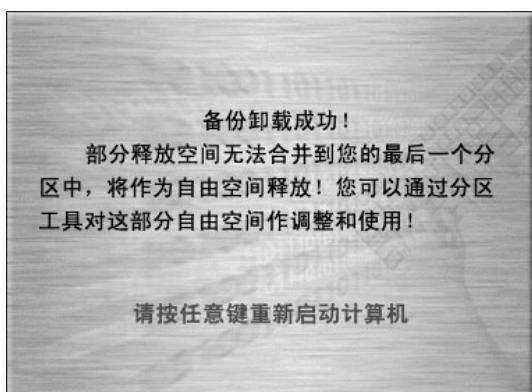 备份卸载成功！
部分释放空间无法合并到您的最后一个分
区中，将作为自由空间释放！您可以通过分区
工具对这部分自由空间作调整和使用！
请按任意键重新启动计算机